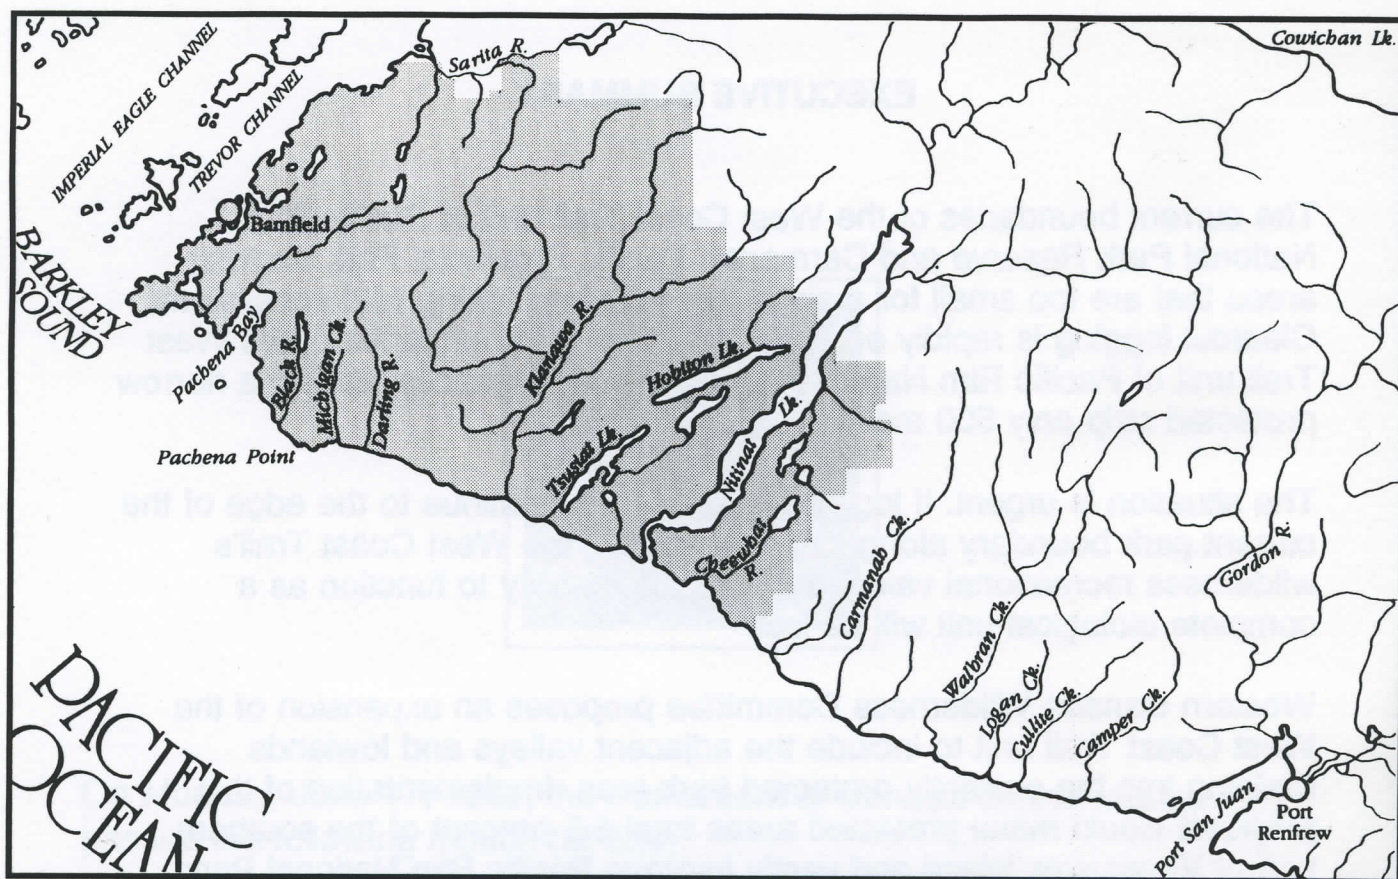 Cowichan Lk.
Sarita R.
IMPERIAL EAGLE CHANNEL
TREVOR CHANNEL
Bamfield
BARKLEY
SOUND
Pachena Bay
Black R.
Michigan Ck.
Darling R.
Klanawa R.
Hobiton Lk.
Tsusiat Lk.
Nitinat Lk.
Pachena Point
Cheewhat
R.
Carmanah Ck.
Gordon R.
Walbran Ck.
Logan Ck.
Cullite Ck.
Camper Ck.
PACIFIC
OCEAN
Port San Juan
Port
Renfrew